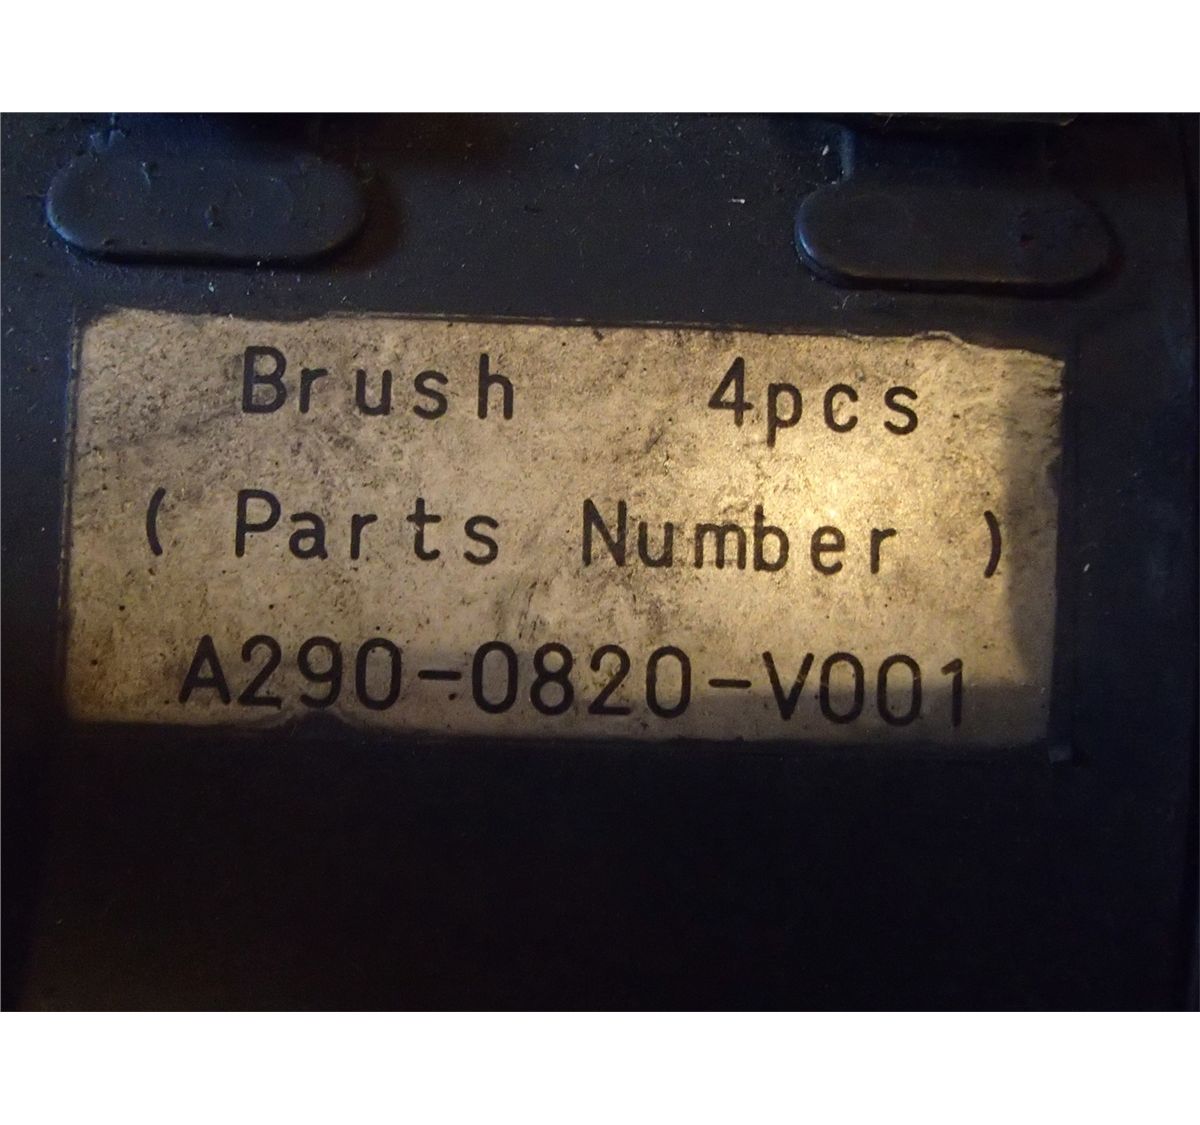 Brush 4pcs
( Parts Number )
A290-0820-V001